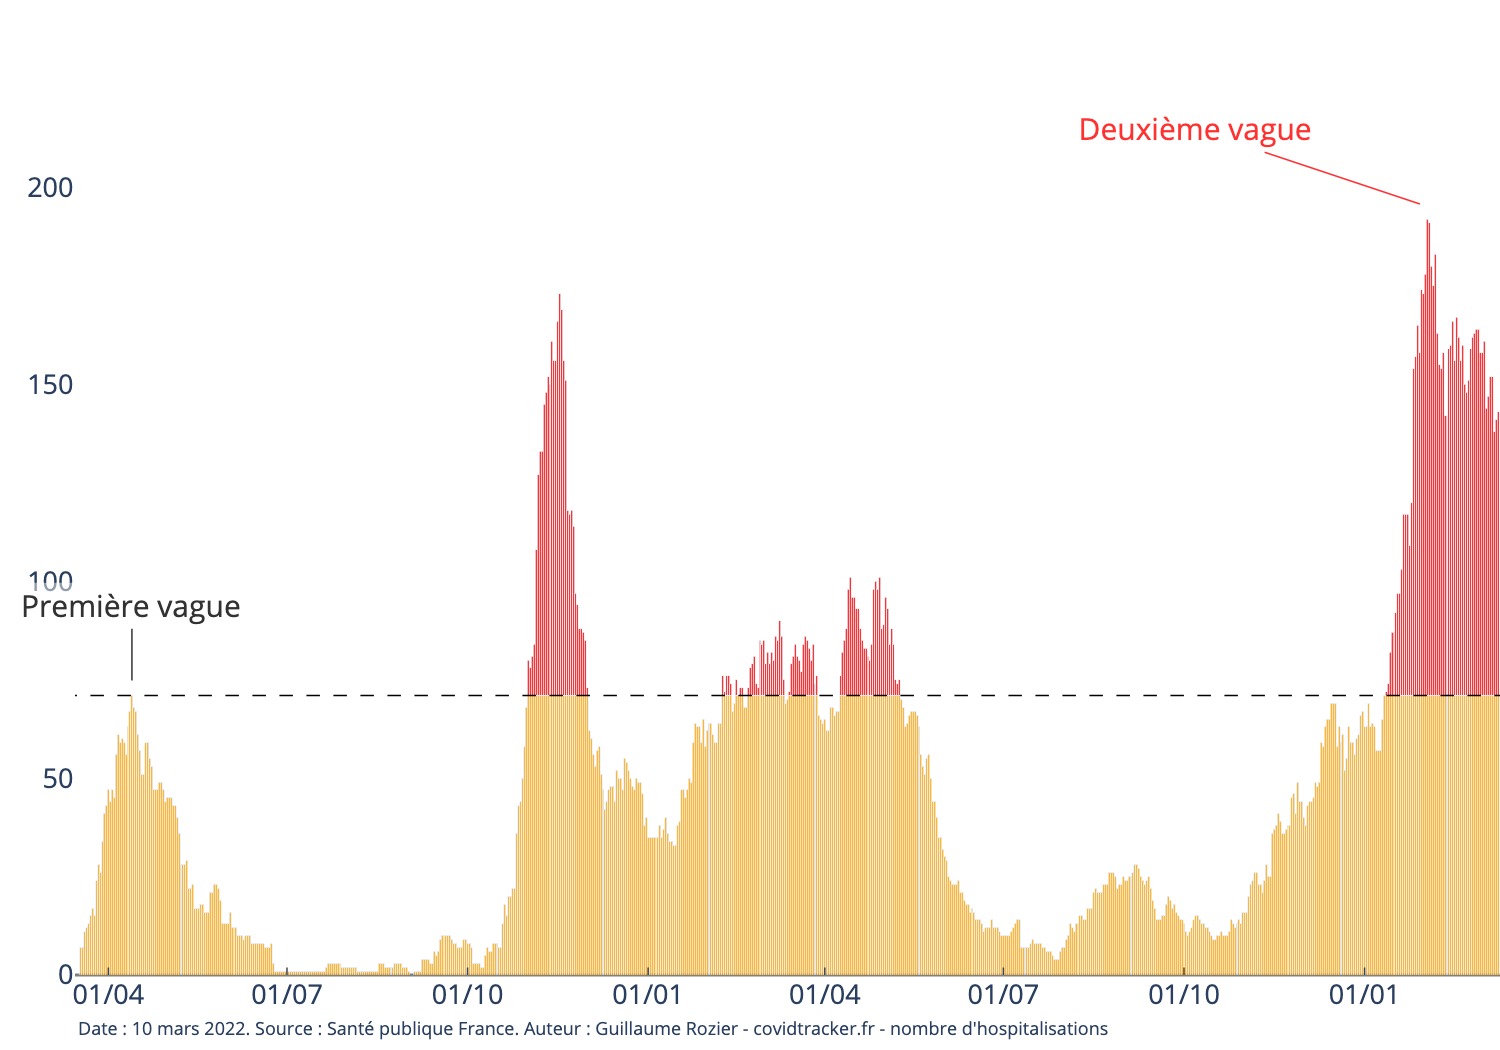 Deuxième vague
200
150
100
Première vague
50
0
01/04 01/07 01/10 01/01 01/04 01/07 01/10 01/01
Date : 10 mars 2022. Source : Santé publique France. Auteur : Guillaume Rozier - covidtracker.fr - nombre d'hospitalisations